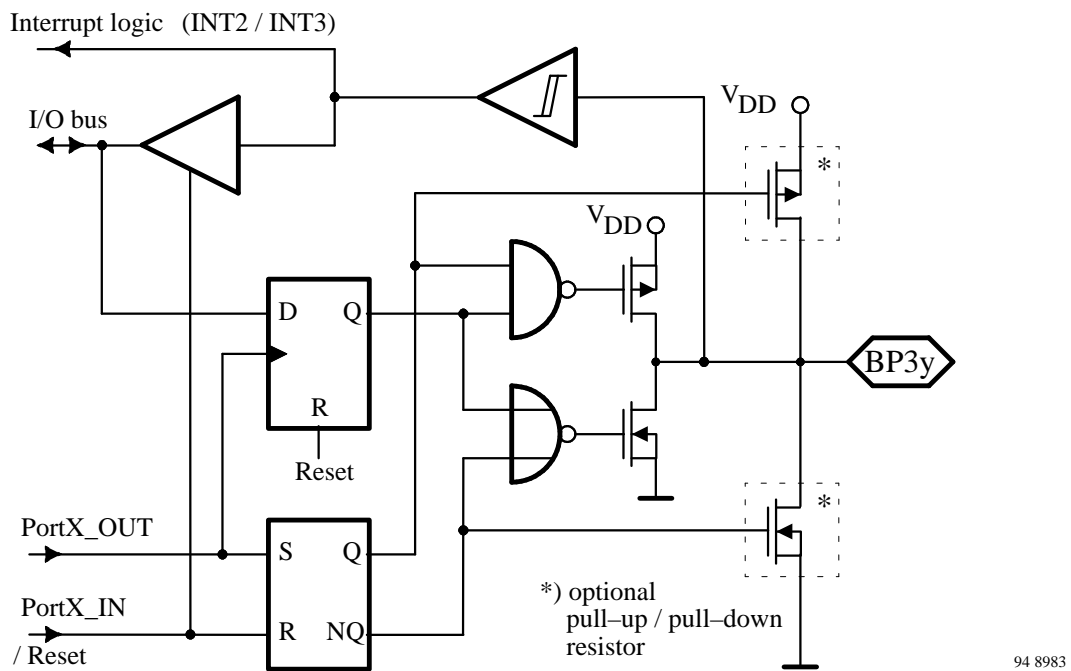 Interrupt logic (INT2 / INT3)
I/O bus
VDD
*
VDD
D Q
R
Reset
BP3y
PortX_OUT
S Q
*
PortX_IN
/ Reset
R NQ
*) optional
pull–up / pull–down
resistor
94 8983